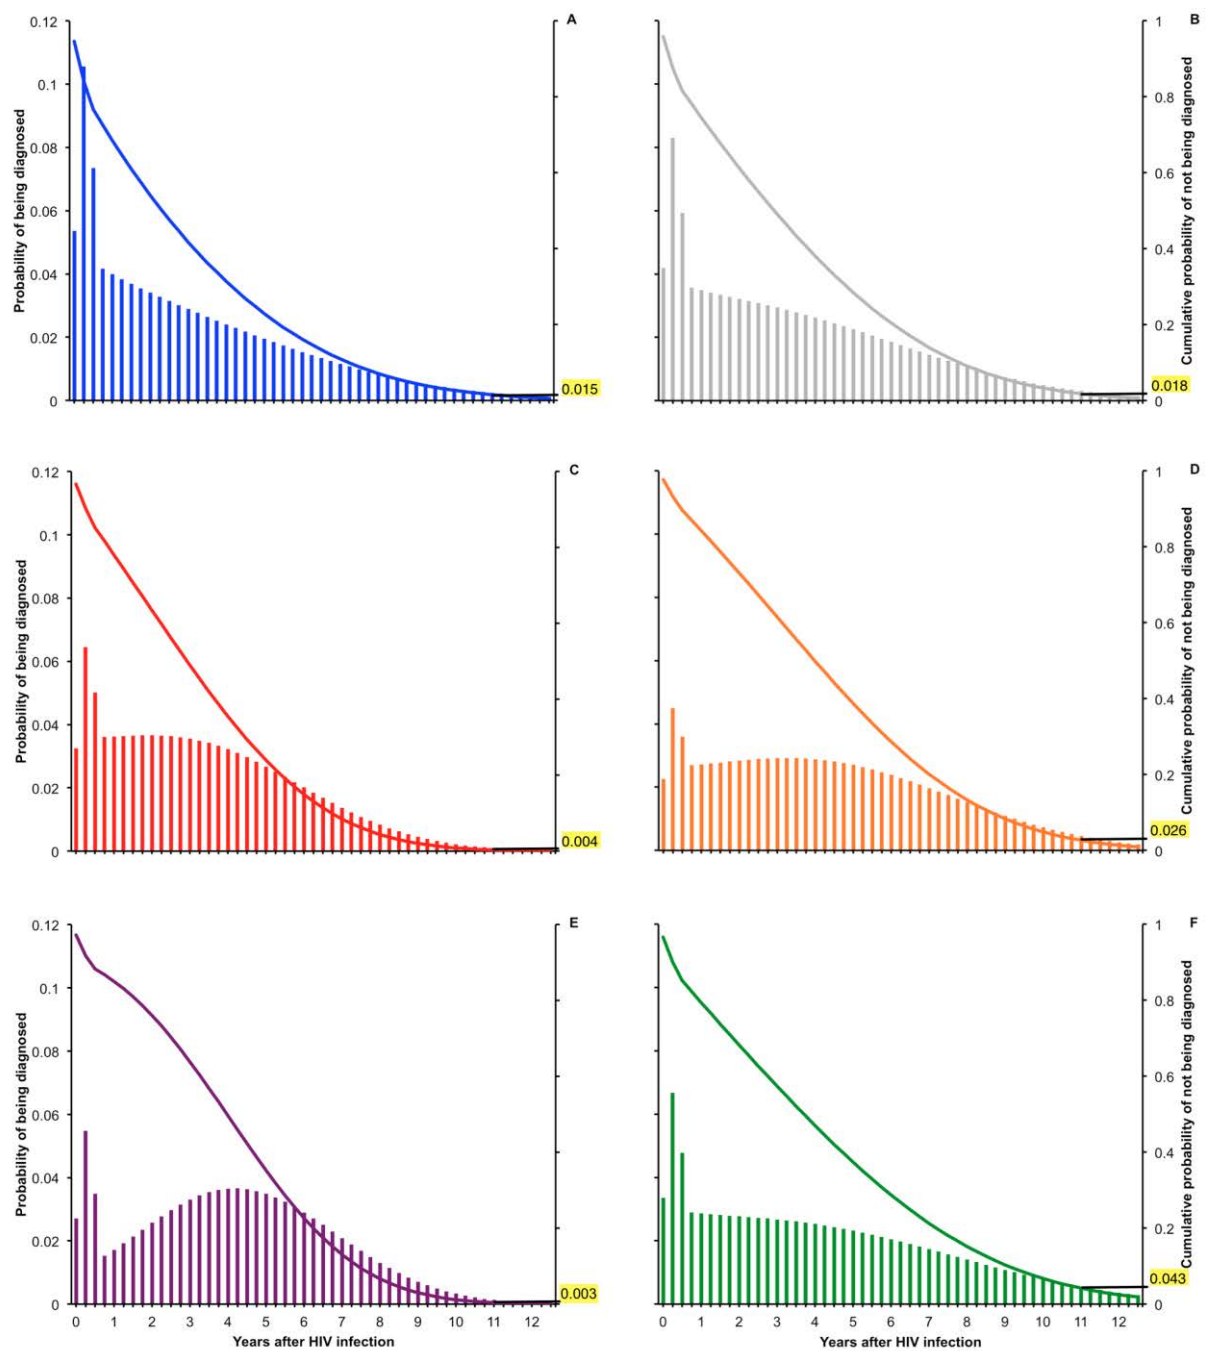 A
0.12
0.1
0.08
0.06
0.04
0.02
0
Probability of being diagnosed
0.015
B
1
0.8
0.6
0.4
0.2
0
Cumulative probability of not being diagnosed
0.018
C
0.12
0.1
0.08
0.06
0.04
0.02
0
Probability of being diagnosed
0.004
D
1
0.8
0.6
0.4
0.2
0
Cumulative probability of not being diagnosed
0.026
E
0.12
0.1
0.08
0.06
0.04
0.02
0
Probability of being diagnosed
0.003
0 1 2 3 4 5 6 7 8 9 10 11 12
Years after HIV infection
F
1
0.8
0.6
0.4
0.2
0
Cumulative probability of not being diagnosed
0.043
0 1 2 3 4 5 6 7 8 9 10 11 12
Years after HIV infection